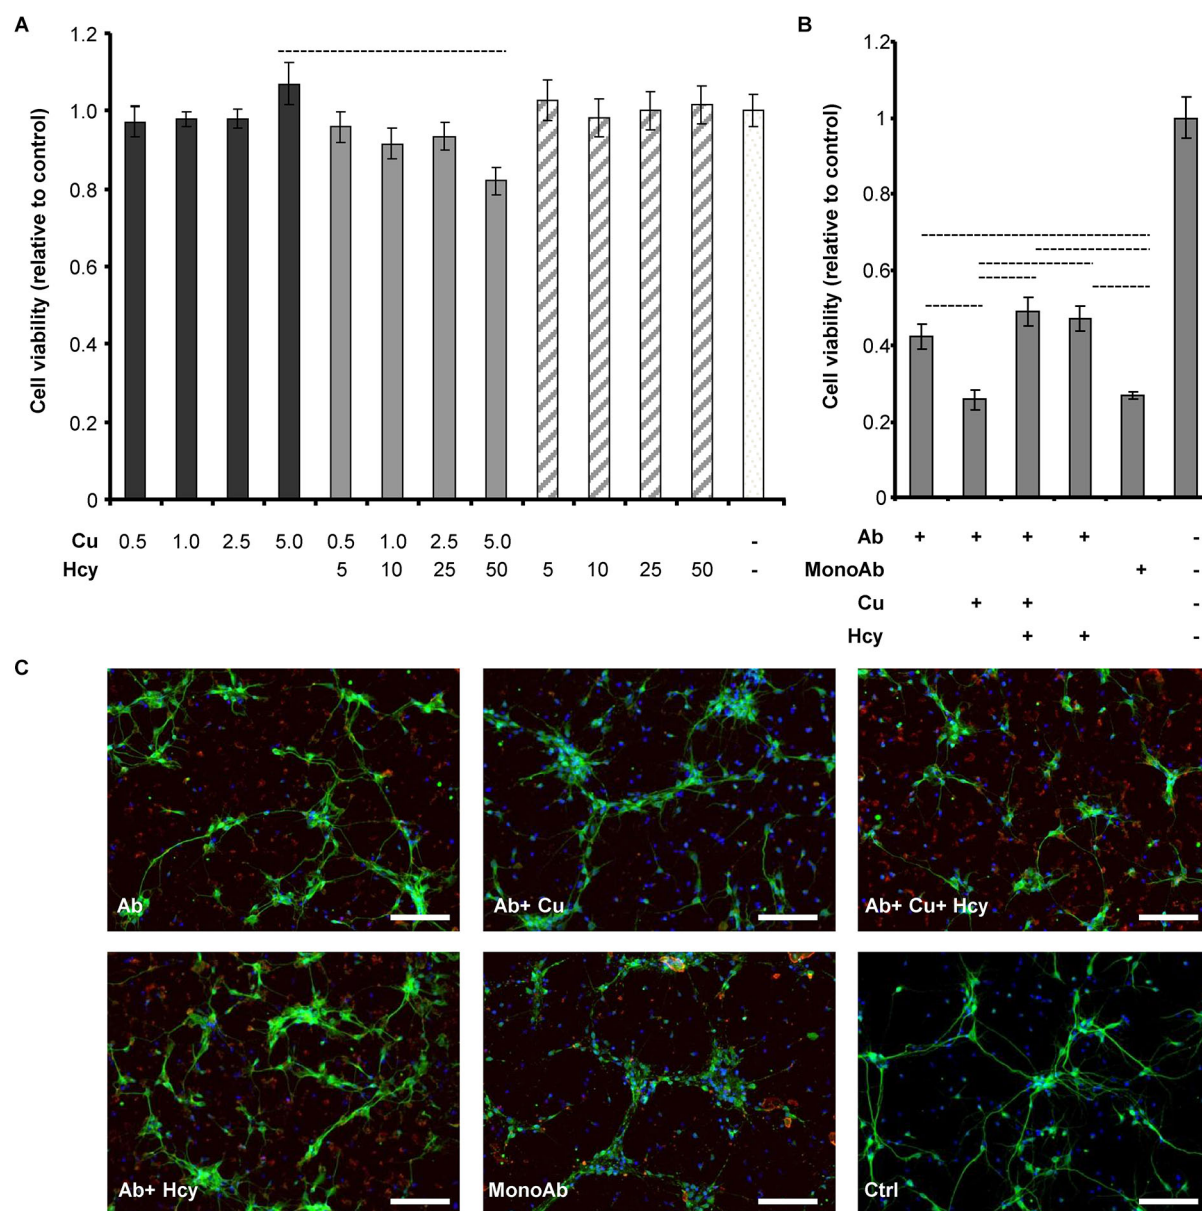 A
Cell viability (relative to control)
1.2
1.0
0.8
0.6
0.4
0.2
0
Cu 0.5 1.0 2.5 5.0 0.5 1.0 2.5 5.0 -
Hcy 5 10 25 50 5 10 25 50 -
B
Cell viability (relative to control)
1.2
1
0.8
0.6
0.4
0.2
0
Ab + + + + -
MonoAb + -
Cu + + -
Hcy + + -
C
Ab
Ab+ Cu
Ab+ Cu+ Hcy
Ab+ Hcy
MonoAb
Ctrl